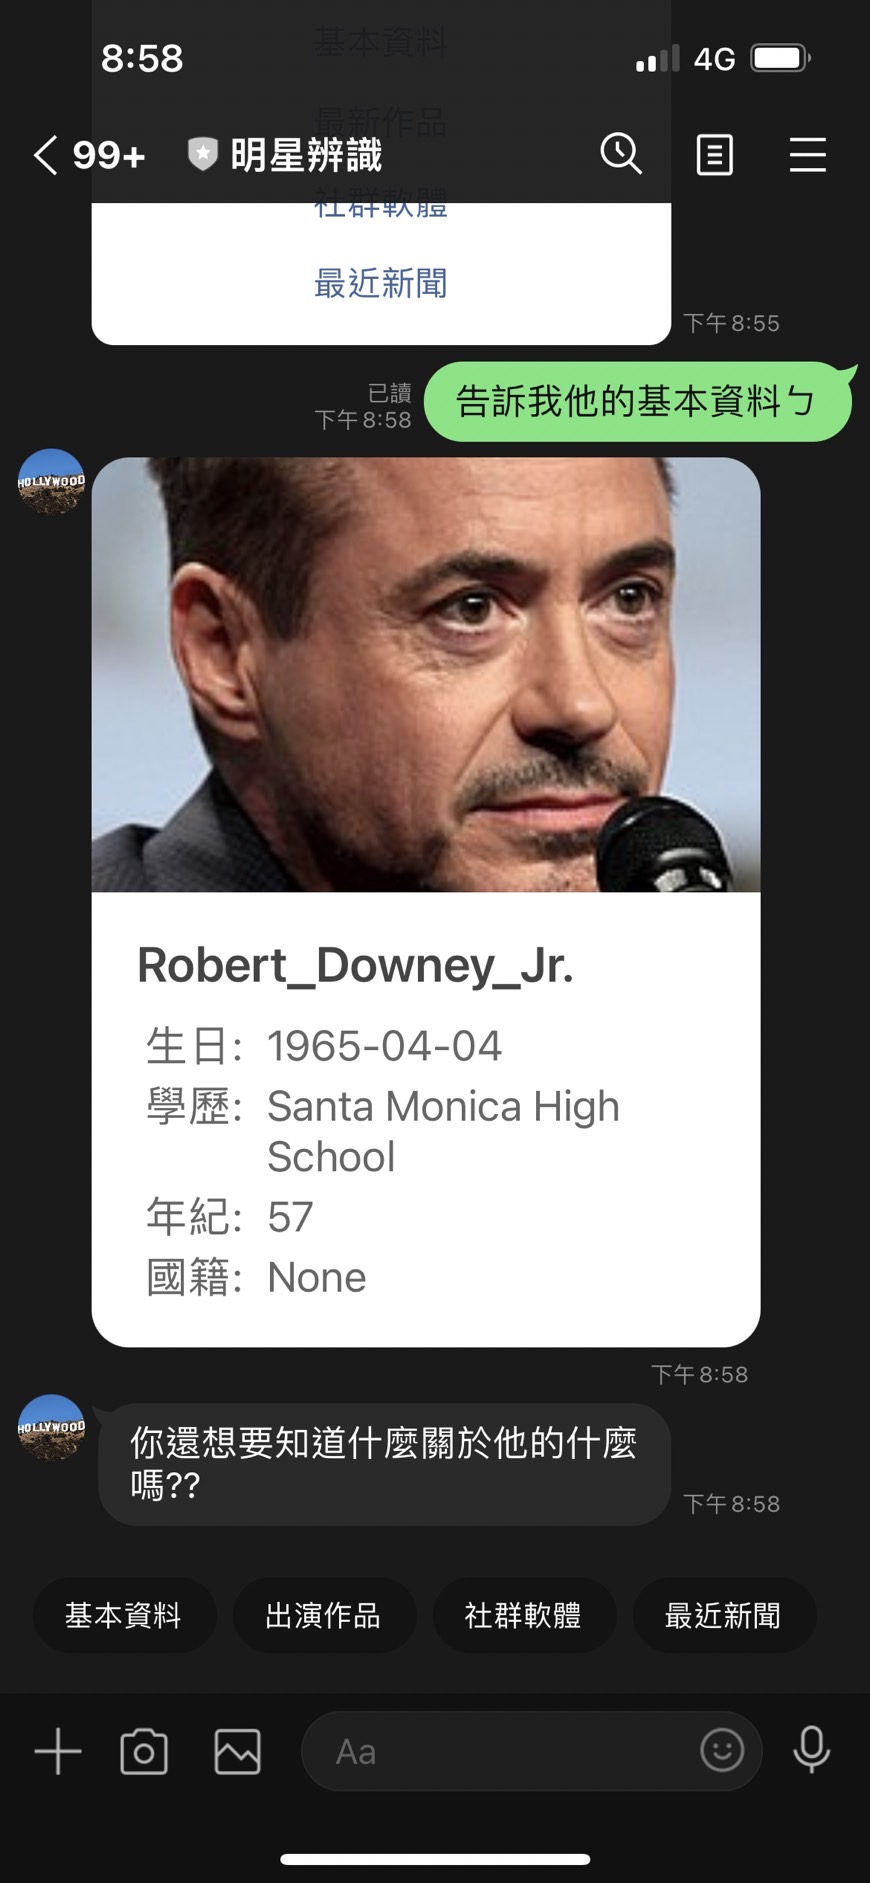 基本資料
8:58
4G
最新作品
99+
明星辨識
社群軟體
最近新聞
下午 8:55
已讀
下午 8:58
告訴我他的基本資料ㄅ
HOLLYWOOD
Robert_Downey_Jr.
生日: 1965-04-04
學歷: Santa Monica High
School
年紀: 57
國籍: None
下午 8:58
HOLLYWOOD
你還想要知道什麼關於他的什麼
嗎??
下午 8:58
基本資料 出演作品 社群軟體 最近新聞
Aa